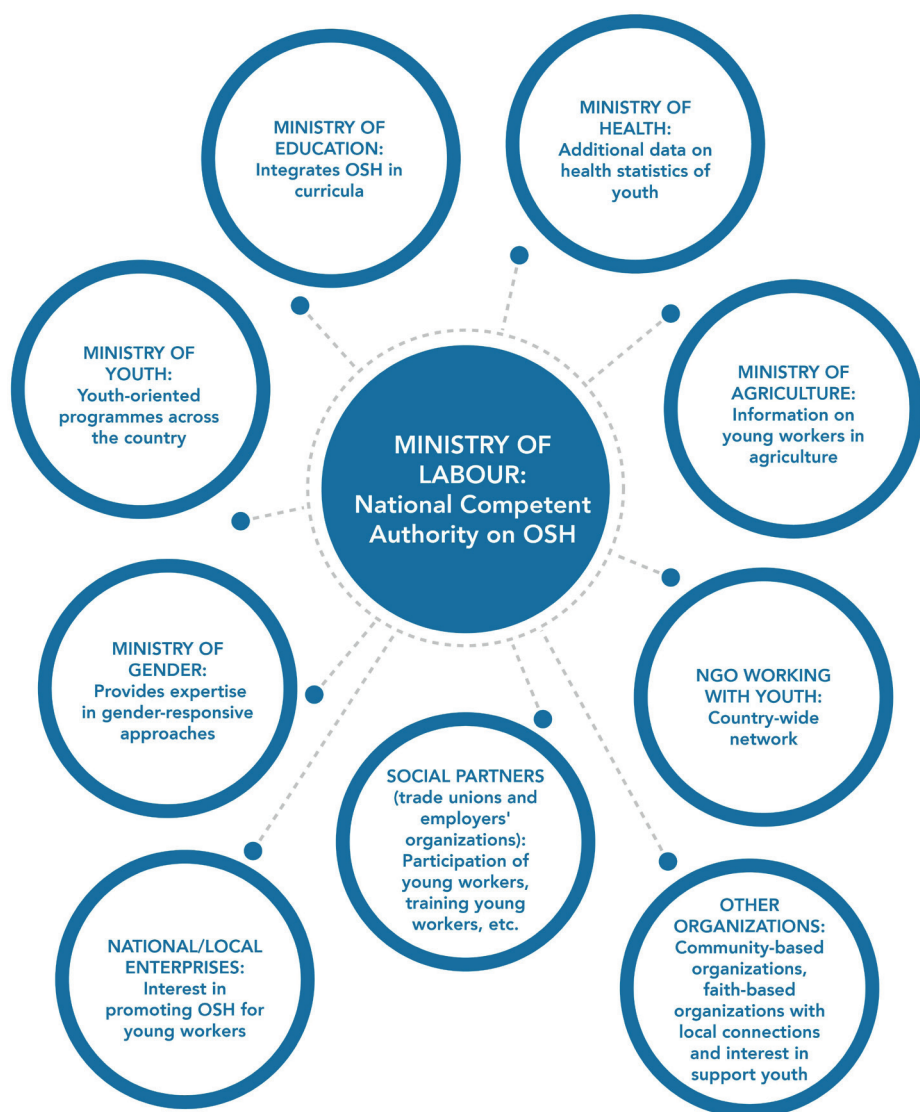 MINISTRY OF
EDUCATION:
Integrates OSH in
curricula
MINISTRY OF
HEALTH:
Additional data on
health statistics of
youth
MINISTRY OF
YOUTH:
Youth-oriented
programmes across
the country
MINISTRY OF
AGRICULTURE:
Information on
young workers in
agriculture
MINISTRY OF
LABOUR:
National Competent
Authority on OSH
MINISTRY OF
GENDER:
Provides expertise
in gender-responsive
approaches
NGO WORKING
WITH YOUTH:
Country-wide
network
SOCIAL PARTNERS
(trade unions and
employers'
organizations):
Participation of
young workers,
training young
workers, etc.
NATIONAL/LOCAL
ENTERPRISES:
Interest in
promoting OSH for
young workers
OTHER
ORGANIZATIONS:
Community-based
organizations,
faith-based
organizations with
local connections
and interest in
support youth